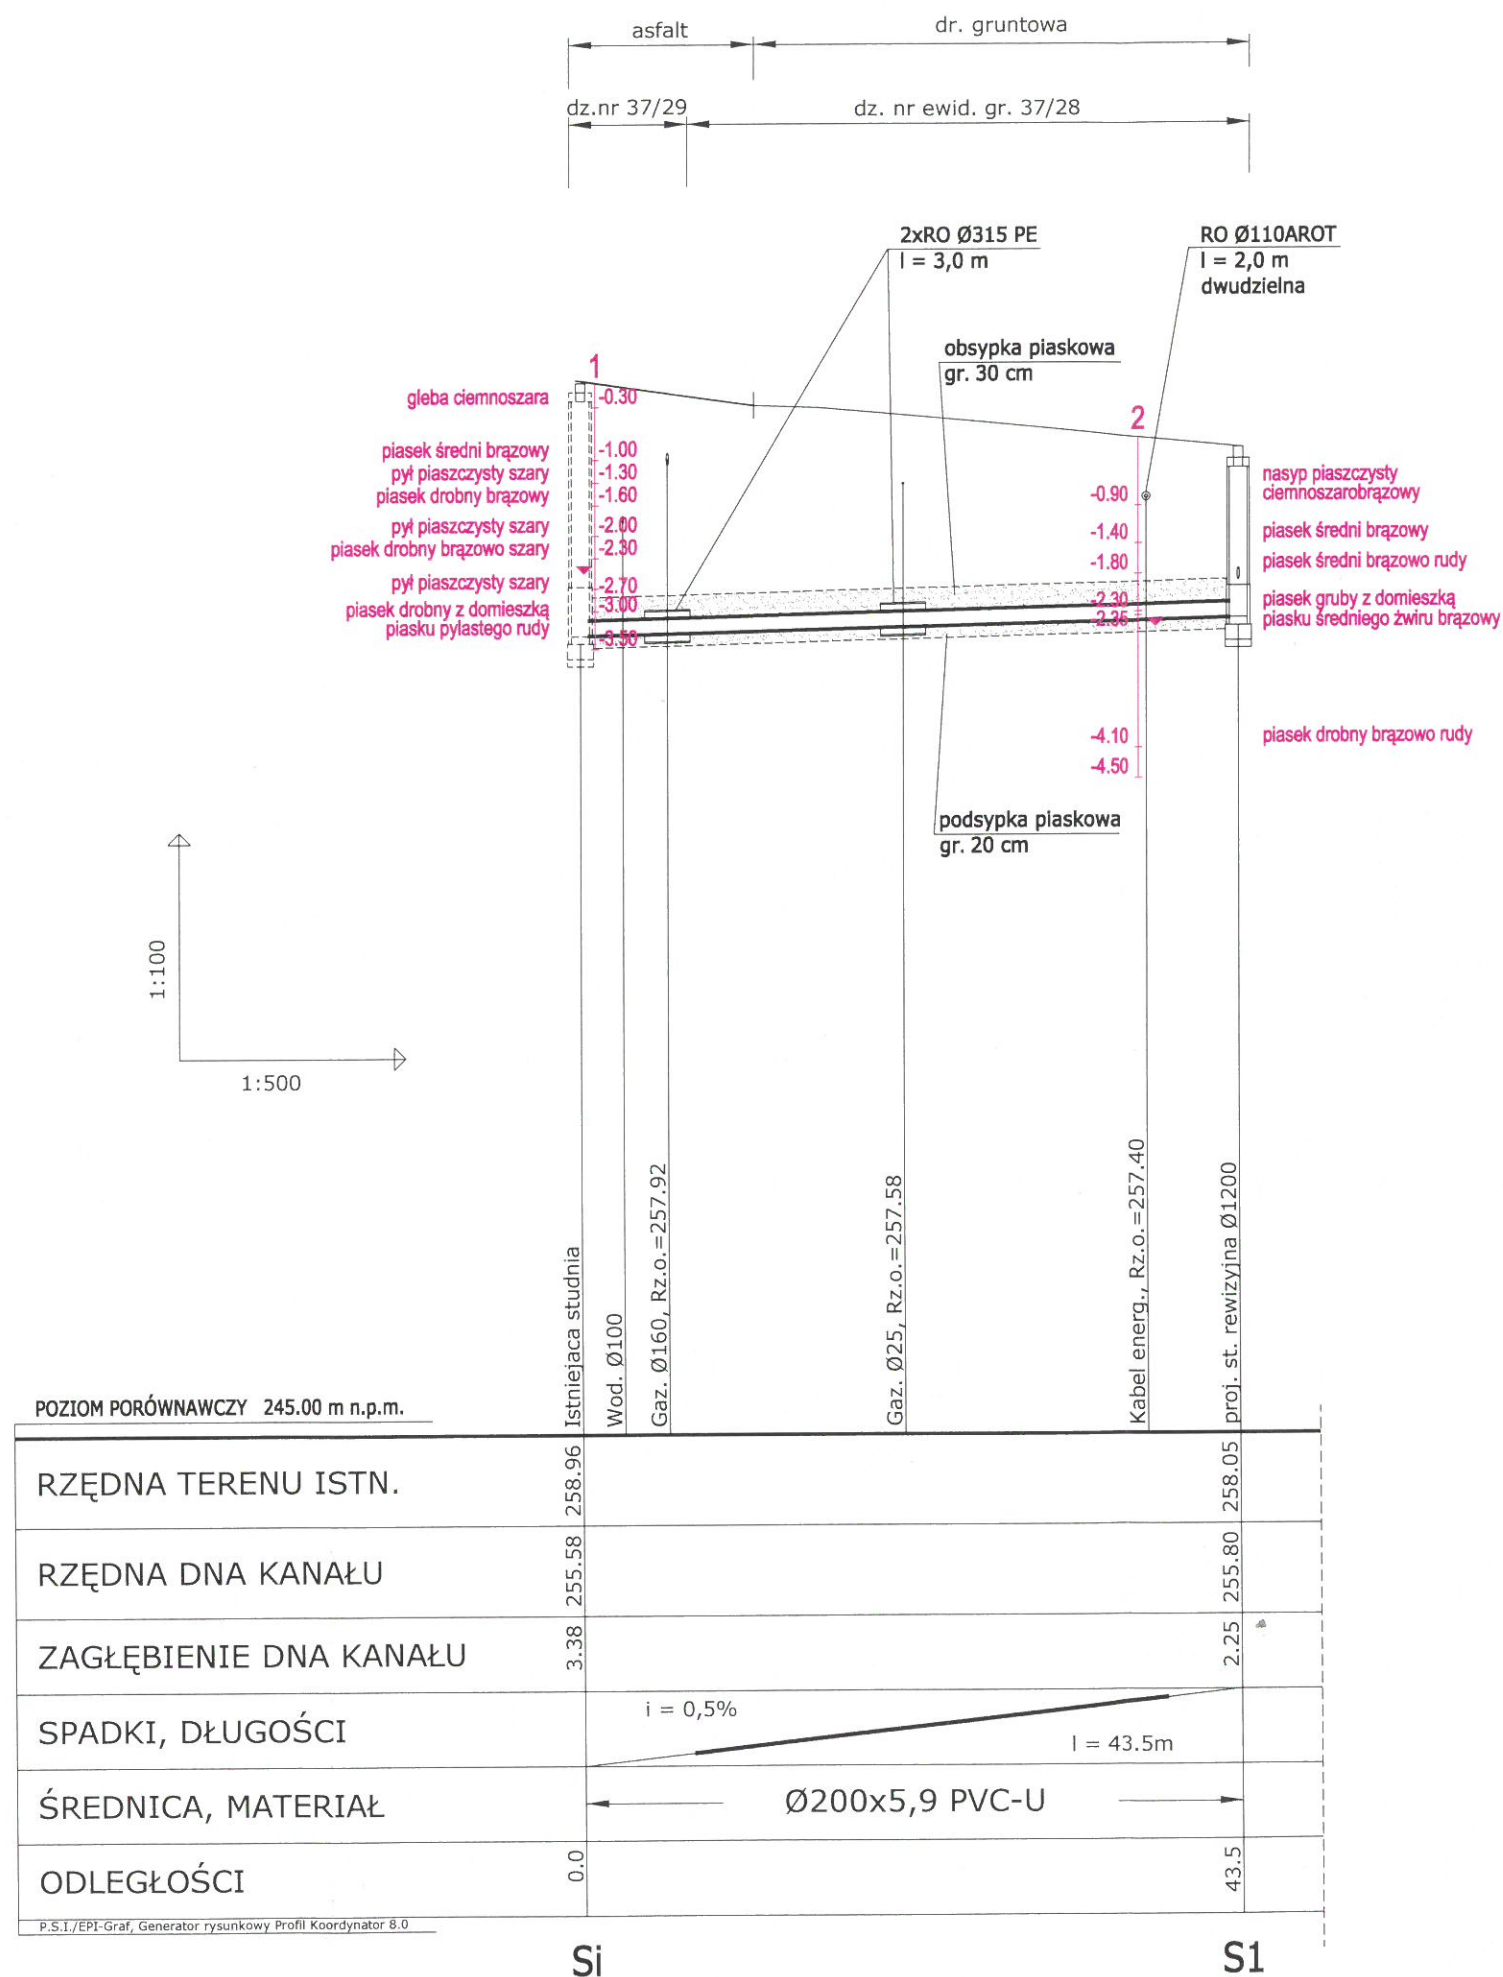 asfalt
dr. gruntowa
dz.nr 37/29
dz. nr ewid. gr. 37/28
2xRO Ø315 PE
l = 3,0 m
RO Ø110AROT
l = 2,0 m
dwudzielna
obsypka piaskowa
gr. 30 cm
1
2
gleba ciemnoszara
-0.30
piasek średni brązowy
-1.00
pył piaszczysty szary
-1.30
piasek drobny brązowy
-1.60
pył piaszczysty szary
-2.00
piasek drobny brązowo szary
-2.30
pył piaszczysty szary
-2.70
piasek drobny z domieszką
-3.00
piasku pylastego rudy
-3.50
nasyp piaszczysty
-0.90
ciemnoszarobrązowy
-1.40
piasek średni brązowy
-1.80
piasek średni brązowo rudy
-2.30
piasek gruby z domieszką
-2.35
piasku średniego żwiru brązowy
-4.10
piasek drobny brązowo rudy
-4.50
podsypka piaskowa
gr. 20 cm
1:100
1:500
Istniejaca studnia
Wod. Ø100
Gaz. Ø160, Rz.o.=257.92
Gaz. Ø25, Rz.o.=257.58
Kabel energ., Rz.o.=257.40
proj. st. rewizyjna Ø1200
POZIOM PORÓWNAWCZY 245.00 m n.p.m.
RZĘDNA TERENU ISTN.
258.96
258.05
RZĘDNA DNA KANAŁU
255.58
255.80
ZAGŁĘBIENIE DNA KANAŁU
3.38
2.25
SPADKI, DŁUGOŚCI
i = 0,5%
l = 43.5m
ŚREDNICA, MATERIAŁ
Ø200x5,9 PVC-U
ODLEGŁOŚCI
0.0
43.5
P.S.I./EPI-Graf, Generator rysunkowy Profil Koordynator 8.0
Si
S1